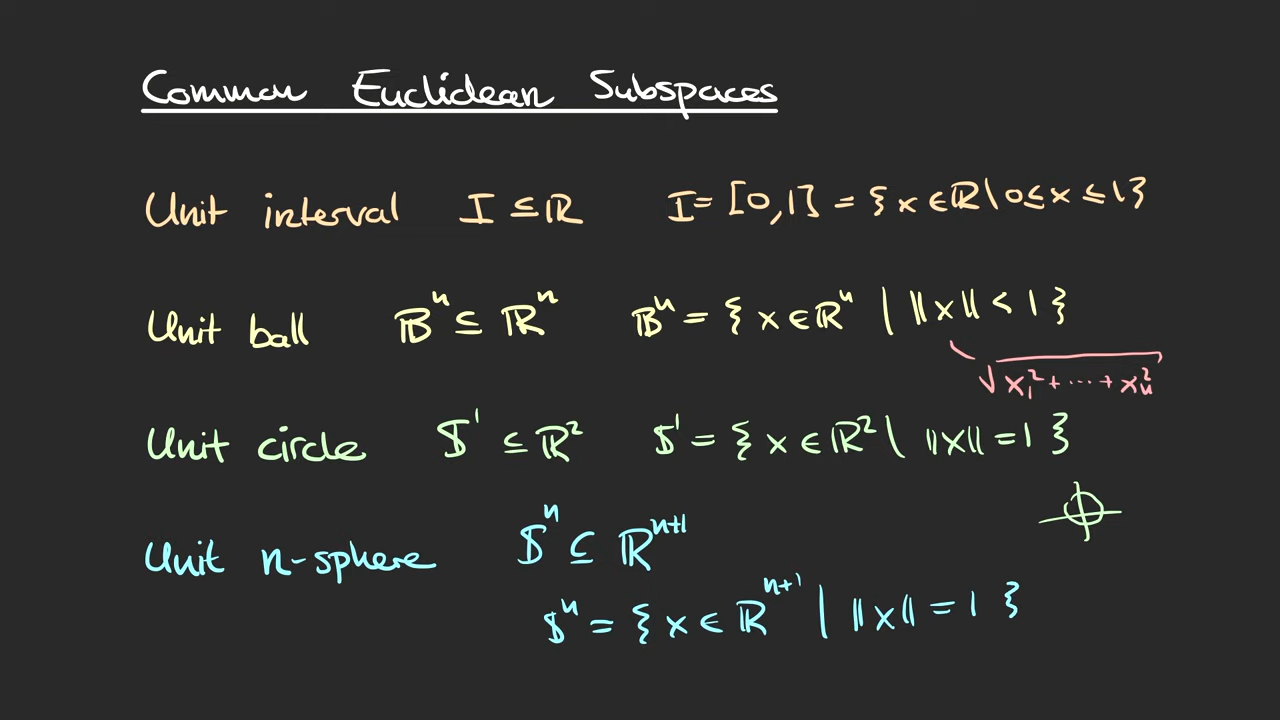 Common Euclidean Subspaces
Unit interval I ⊆ ℝ I = [0,1] = { x ∈ ℝ | 0 ≤ x ≤ 1 }
Unit ball 𝔹ⁿ ⊆ ℝⁿ 𝔹ⁿ = { x ∈ ℝⁿ | ‖x‖ < 1 }
√(x₁² + ⋯ + xₙ²)
Unit circle 𝕊¹ ⊆ ℝ² 𝕊¹ = { x ∈ ℝ² | ‖x‖ = 1 }
Unit n-sphere 𝕊ⁿ ⊆ ℝⁿ⁺¹
𝕊ⁿ = { x ∈ ℝⁿ⁺¹ | ‖x‖ = 1 }